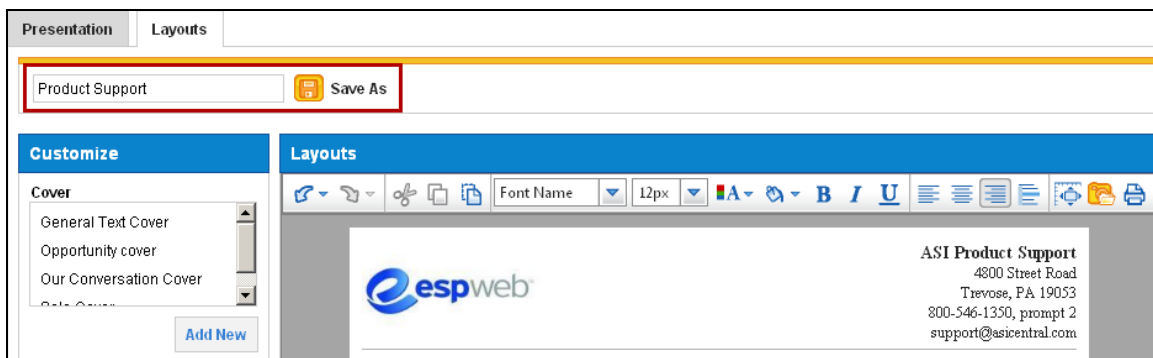 Presentation Layouts
Product Support Save As
Customize
Layouts
Cover
General Text Cover
Opportunity cover
Our Conversation Cover
Add New
Font Name 12px A B I U
espweb
ASI Product Support
4800 Street Road
Trevose, PA 19053
800-546-1350, prompt 2
support@asicentral.com